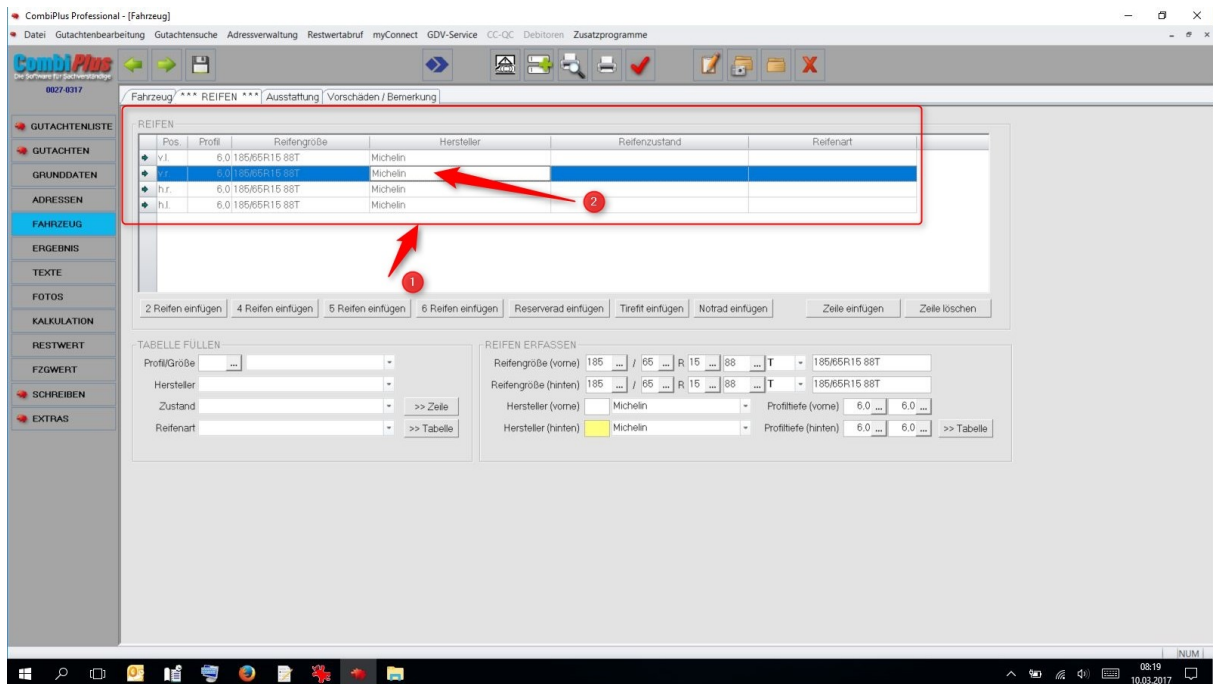 CombiPlus Professional - [Fahrzeug]
Datei Gutachtenbearbeitung Gutachtensuche Adressverwaltung Restwertabruf myConnect GDV-Service CC-QC Debitoren Zusatzprogramme
CombiPlus
Die Software für Sachverständige
0027-0317
Fahrzeug *** REIFEN *** Ausstattung Vorschäden / Bemerkung
GUTACHTENLISTE
GUTACHTEN
GRUNDDATEN
ADRESSEN
FAHRZEUG
ERGEBNIS
TEXTE
FOTOS
KALKULATION
RESTWERT
FZGWERT
SCHREIBEN
EXTRAS
REIFEN
Pos. Profil Reifengröße Hersteller Reifenzustand Reifenart
v.l. 6,0 185/65R15 88T Michelin
v.r. 6,0 185/65R15 88T Michelin
h.r. 6,0 185/65R15 88T Michelin
h.l. 6,0 185/65R15 88T Michelin
2
1
2 Reifen einfügen 4 Reifen einfügen 5 Reifen einfügen 6 Reifen einfügen Reserverad einfügen Tirefit einfügen Notrad einfügen Zeile einfügen Zeile löschen
TABELLE FÜLLEN
Profil/Größe ...
Hersteller
Zustand >> Zeile
Reifenart >> Tabelle
REIFEN ERFASSEN
Reifengröße (vorne) 185 ... / 65 ... R 15 ... 88 ... T 185/65R15 88T
Reifengröße (hinten) 185 ... / 65 ... R 15 ... 88 ... T 185/65R15 88T
Hersteller (vorne) Michelin Profiltiefe (vorne) 6,0 ... 6,0 ...
Hersteller (hinten) Michelin Profiltiefe (hinten) 6,0 ... 6,0 ... >> Tabelle
NUM
08:19
10.03.2017